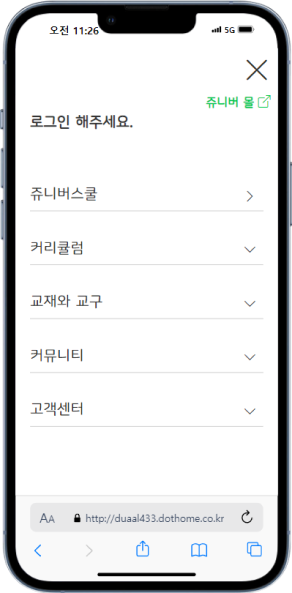 오전 11:26
5G
쥬니버 몰
로그인 해주세요.
쥬니버스쿨
커리큘럼
교재와 교구
커뮤니티
고객센터
AA http://duaal433.dothome.co.kr